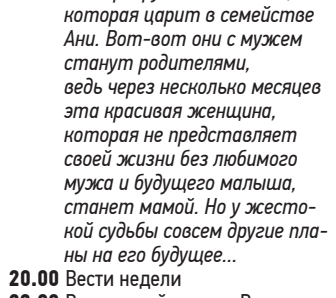 которая царит в семействе
Ани. Вот-вот они с мужем
станут родителями,
ведь через несколько месяцев
эта красивая женщина,
которая не представляет
своей жизни без любимого
мужа и будущего малыша,
станет мамой. Но у жесто-
кой судьбы совсем другие пла-
ны на его будущее...
20.00 Вести недели